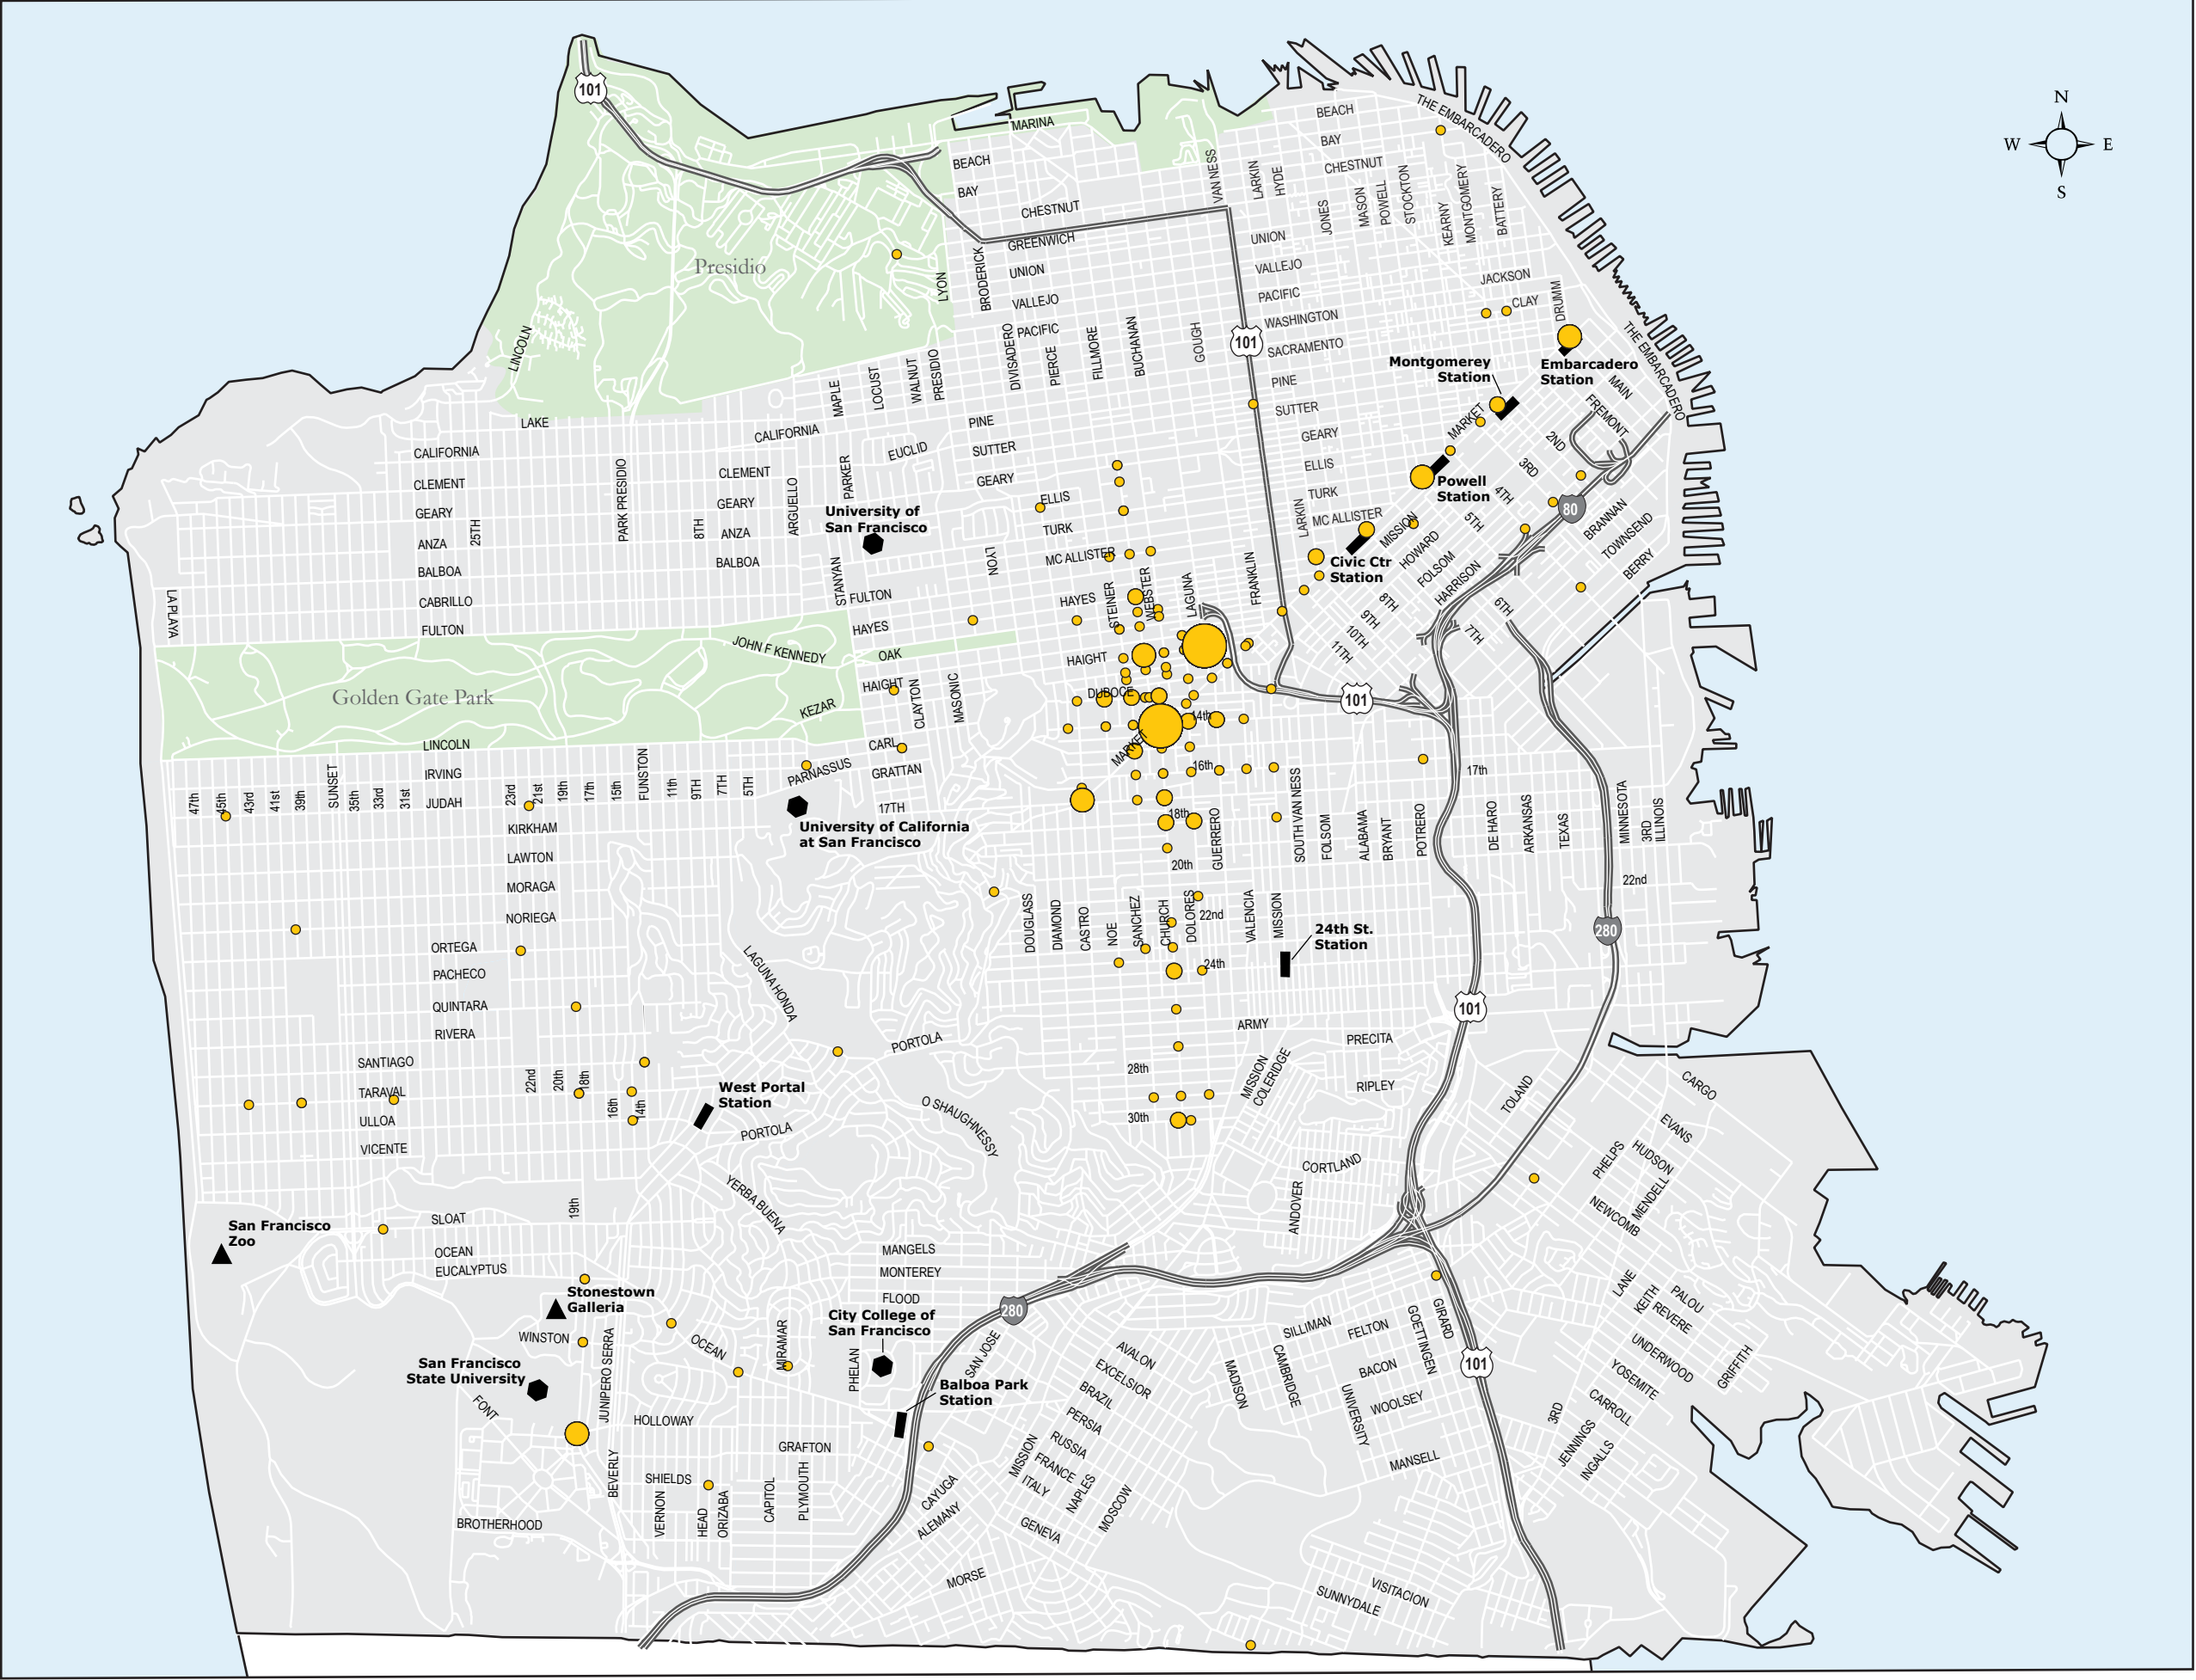 101
MARINA
BEACH
BAY
CHESTNUT
GREENWICH
UNION
VALLEJO
PACIFIC
BRODERICK
LYON
DIVISADERO
PIERCE
FILLMORE
BUCHANAN
GOUGH
VAN NESS
LARKIN
HYDE
BEACH
BAY
CHESTNUT
JONES
MASON
POWELL
STOCKTON
KEARNY
MONTGOMERY
BATTERY
THE EMBARCADERO
N
W
E
S
UNION
VALLEJO
PACIFIC
WASHINGTON
SACRAMENTO
JACKSON
CLAY
DRUMM
THE EMBARCADERO
101
Presidio
LINCOLN
PINE
SUTTER
GEARY
ELLIS
TURK
MC ALLISTER
LARKIN
Montgomerey
Station
Embarcadero
Station
MARKET
MAIN
FREMONT
2ND
3RD
4TH
5TH
Powell
Station
80
BRANNAN
TOWNSEND
BERRY
MISSION
HOWARD
FOLSOM
HARRISON
Civic Ctr
Station
6TH
7TH
8TH
9TH
10TH
11TH
LAKE
CALIFORNIA
CLEMENT
GEARY
ANZA
BALBOA
CABRILLO
FULTON
LA PLAYA
25TH
PARK PRESIDIO
8TH
ARGUELLO
CALIFORNIA
CLEMENT
GEARY
ANZA
BALBOA
MAPLE
LOCUST
WALNUT
PRESIDIO
PARKER
EUCLID
PINE
SUTTER
GEARY
ELLIS
TURK
MC ALLISTER
University of
San Francisco
STANYAN
FULTON
HAYES
OAK
HAIGHT
LYON
HAYES
STEINER
WEBSTER
LAGUNA
FRANKLIN
HAIGHT
DUBOCE
14th
MARKET
16th
18th
20th
22nd
24th
28th
30th
Golden Gate Park
JOHN F KENNEDY
KEZAR
CLAYTON
MASONIC
CARL
PARNASSUS
GRATTAN
17TH
University of California
at San Francisco
LINCOLN
IRVING
JUDAH
KIRKHAM
LAWTON
MORAGA
NORIEGA
ORTEGA
PACHECO
QUINTARA
RIVERA
SANTIAGO
TARAVAL
ULLOA
VICENTE
47th
45th
43rd
41st
39th
SUNSET
35th
33rd
31st
23rd
21st
19th
17th
15th
FUNSTON
11th
9TH
7TH
5TH
22nd
20th
18th
16th
14th
19th
LAGUNA HONDA
PORTOLA
West Portal
Station
PORTOLA
O SHAUGHNESSY
YERBA BUENA
DOUGLASS
DIAMOND
CASTRO
NOE
SANCHEZ
CHURCH
DOLORES
GUERRERO
VALENCIA
MISSION
SOUTH VAN NESS
FOLSOM
ALABAMA
BRYANT
POTRERO
101
17th
DE HARO
ARKANSAS
TEXAS
MINNESOTA
3RD
ILLINOIS
22nd
280
101
24th St.
Station
ARMY
PRECITA
MISSION
COLERIDGE
RIPLEY
CORTLAND
ANDOVER
TOLAND
CARGO
EVANS
HUDSON
PHELPS
MENDELL
NEWCOMB
LANE
KEITH
PALOU
REVERE
UNDERWOOD
YOSEMITE
GRIFFITH
CARROLL
3RD
JENNINGS
INGALLS
San Francisco
Zoo
SLOAT
OCEAN
EUCALYPTUS
Stonestown
Galleria
WINSTON
San Francisco
State University
FONT
JUNIPERO SERRA
BEVERLY
BROTHERHOOD
HOLLOWAY
SHIELDS
VERNON
HEAD
ORIZABA
CAPITOL
PLYMOUTH
GRAFTON
OCEAN
MIRAMAR
MANGELS
MONTEREY
FLOOD
City College of
San Francisco
PHELAN
280
SAN JOSE
Balboa Park
Station
AVALON
EXCELSIOR
BRAZIL
PERSIA
RUSSIA
FRANCE
ITALY
MISSION
NAPLES
MOSCOW
CAYUGA
ALEMANY
GENEVA
MORSE
MADISON
CAMBRIDGE
SILLIMAN
FELTON
BACON
WOOLSEY
UNIVERSITY
GOETTINGEN
GIRARD
101
MANSELL
VISITACION
SUNNYDALE